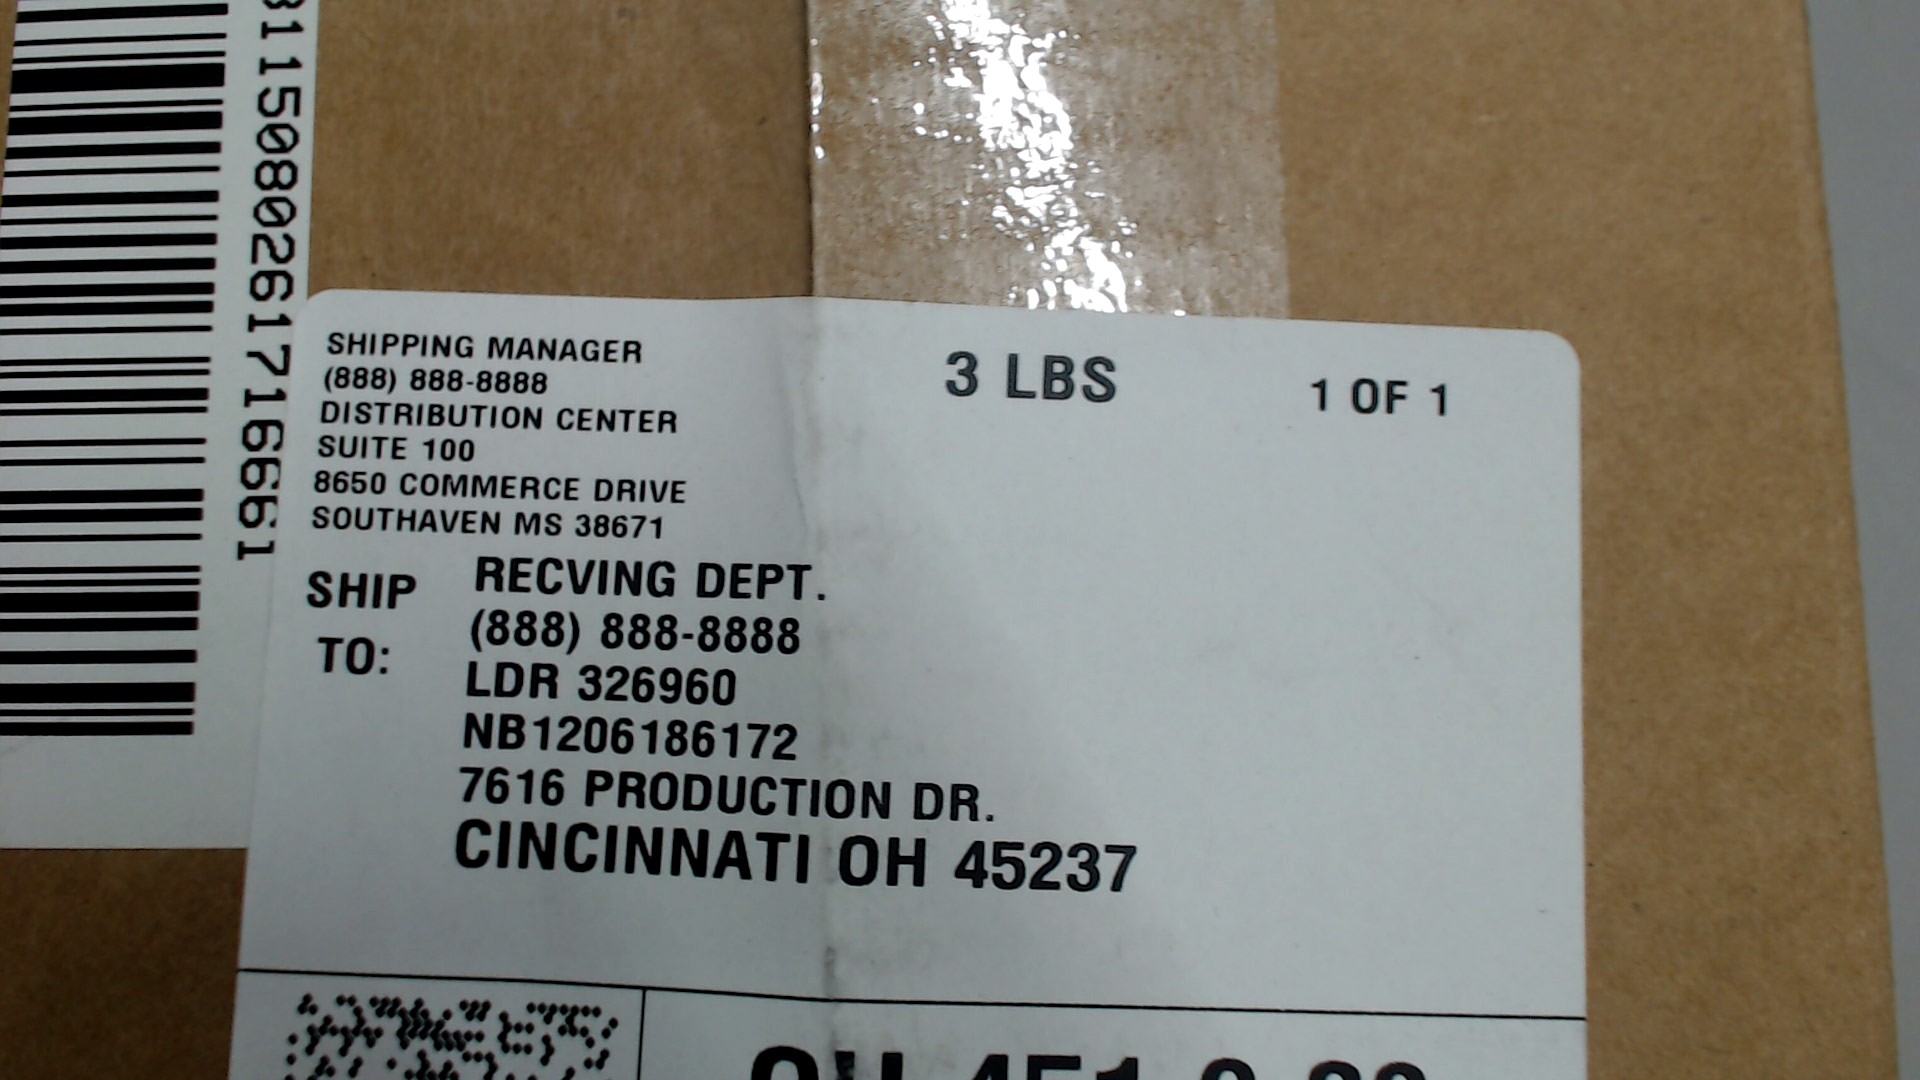 SHIPPING MANAGER
(888) 888-8888
DISTRIBUTION CENTER
SUITE 100
8650 COMMERCE DRIVE
SOUTHAVEN MS 38671
3 LBS
1 OF 1
SHIP TO:
RECVING DEPT.
(888) 888-8888
LDR 326960
NB1206186172
7616 PRODUCTION DR.
CINCINNATI OH 45237